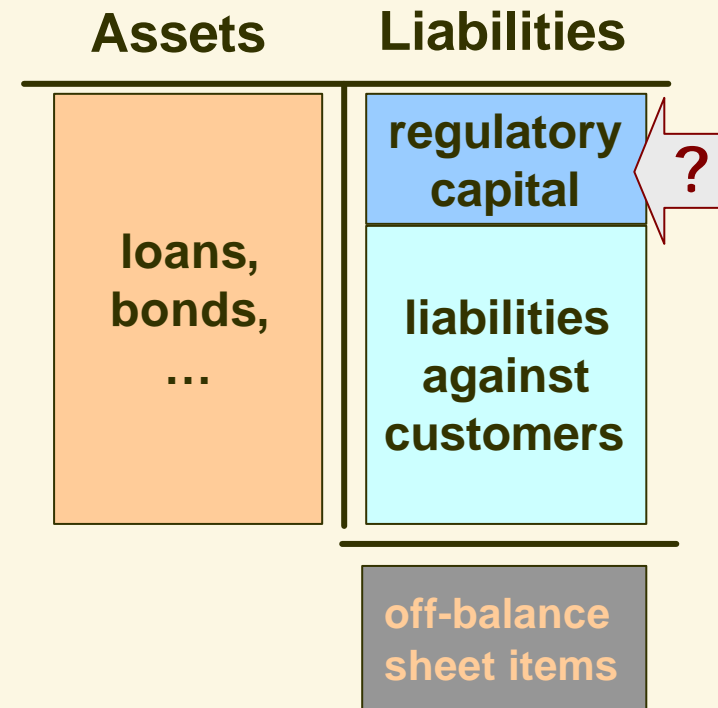 Assets Liabilities
loans,
bonds,
…
regulatory
capital
?
liabilities
against
customers
off-balance
sheet items